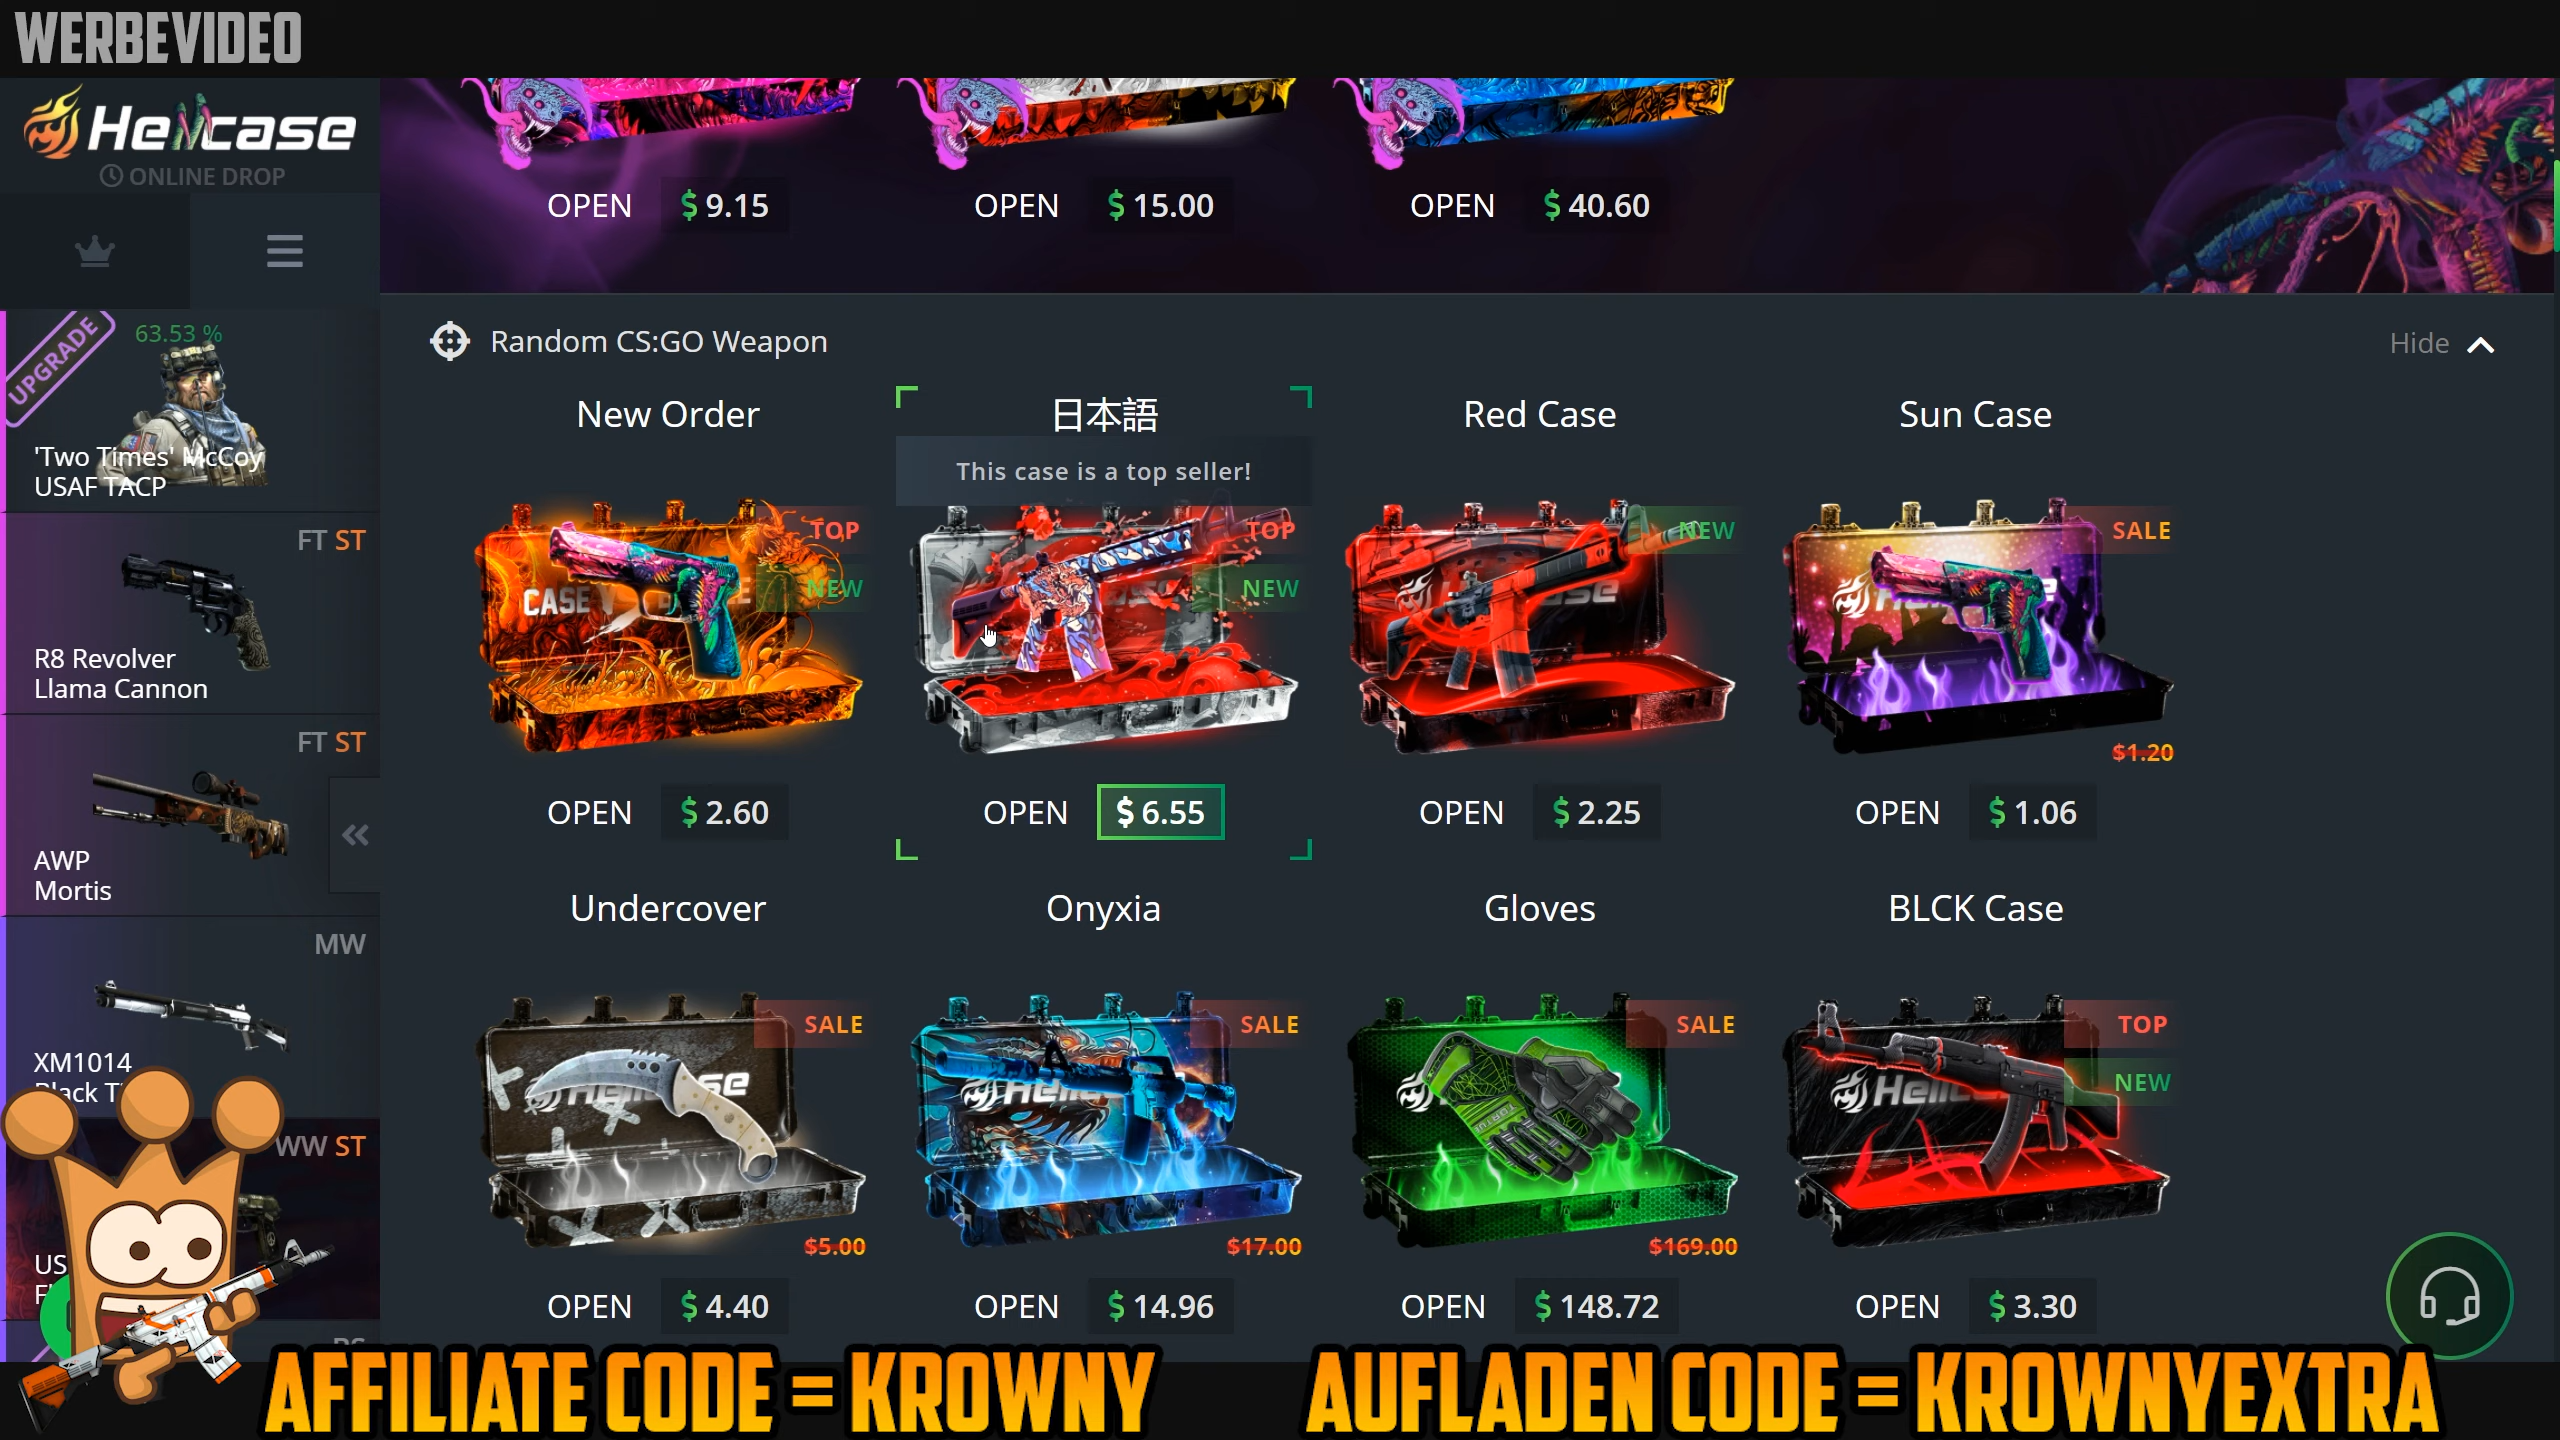 WERBEVIDEO
Hellcase
ONLINE DROP
OPEN $ 9.15
OPEN $ 15.00
OPEN $ 40.60
UPGRADE
63.53 %
'Two Times' McCoy
USAF TACP
FT ST
R8 Revolver
Llama Cannon
FT ST
AWP
Mortis
MW
XM1014
WW ST
Random CS:GO Weapon
Hide
New Order
TOP
NEW
CASE
OPEN $ 2.60
日本語
This case is a top seller!
TOP
NEW
OPEN $ 6.55
Red Case
NEW
OPEN $ 2.25
Sun Case
SALE
$1.20
OPEN $ 1.06
Undercover
SALE
$5.00
OPEN $ 4.40
Onyxia
SALE
$17.00
OPEN $ 14.96
Gloves
SALE
$169.00
OPEN $ 148.72
BLCK Case
TOP
NEW
OPEN $ 3.30
AFFILIATE CODE = KROWNY
AUFLADEN CODE = KROWNYEXTRA